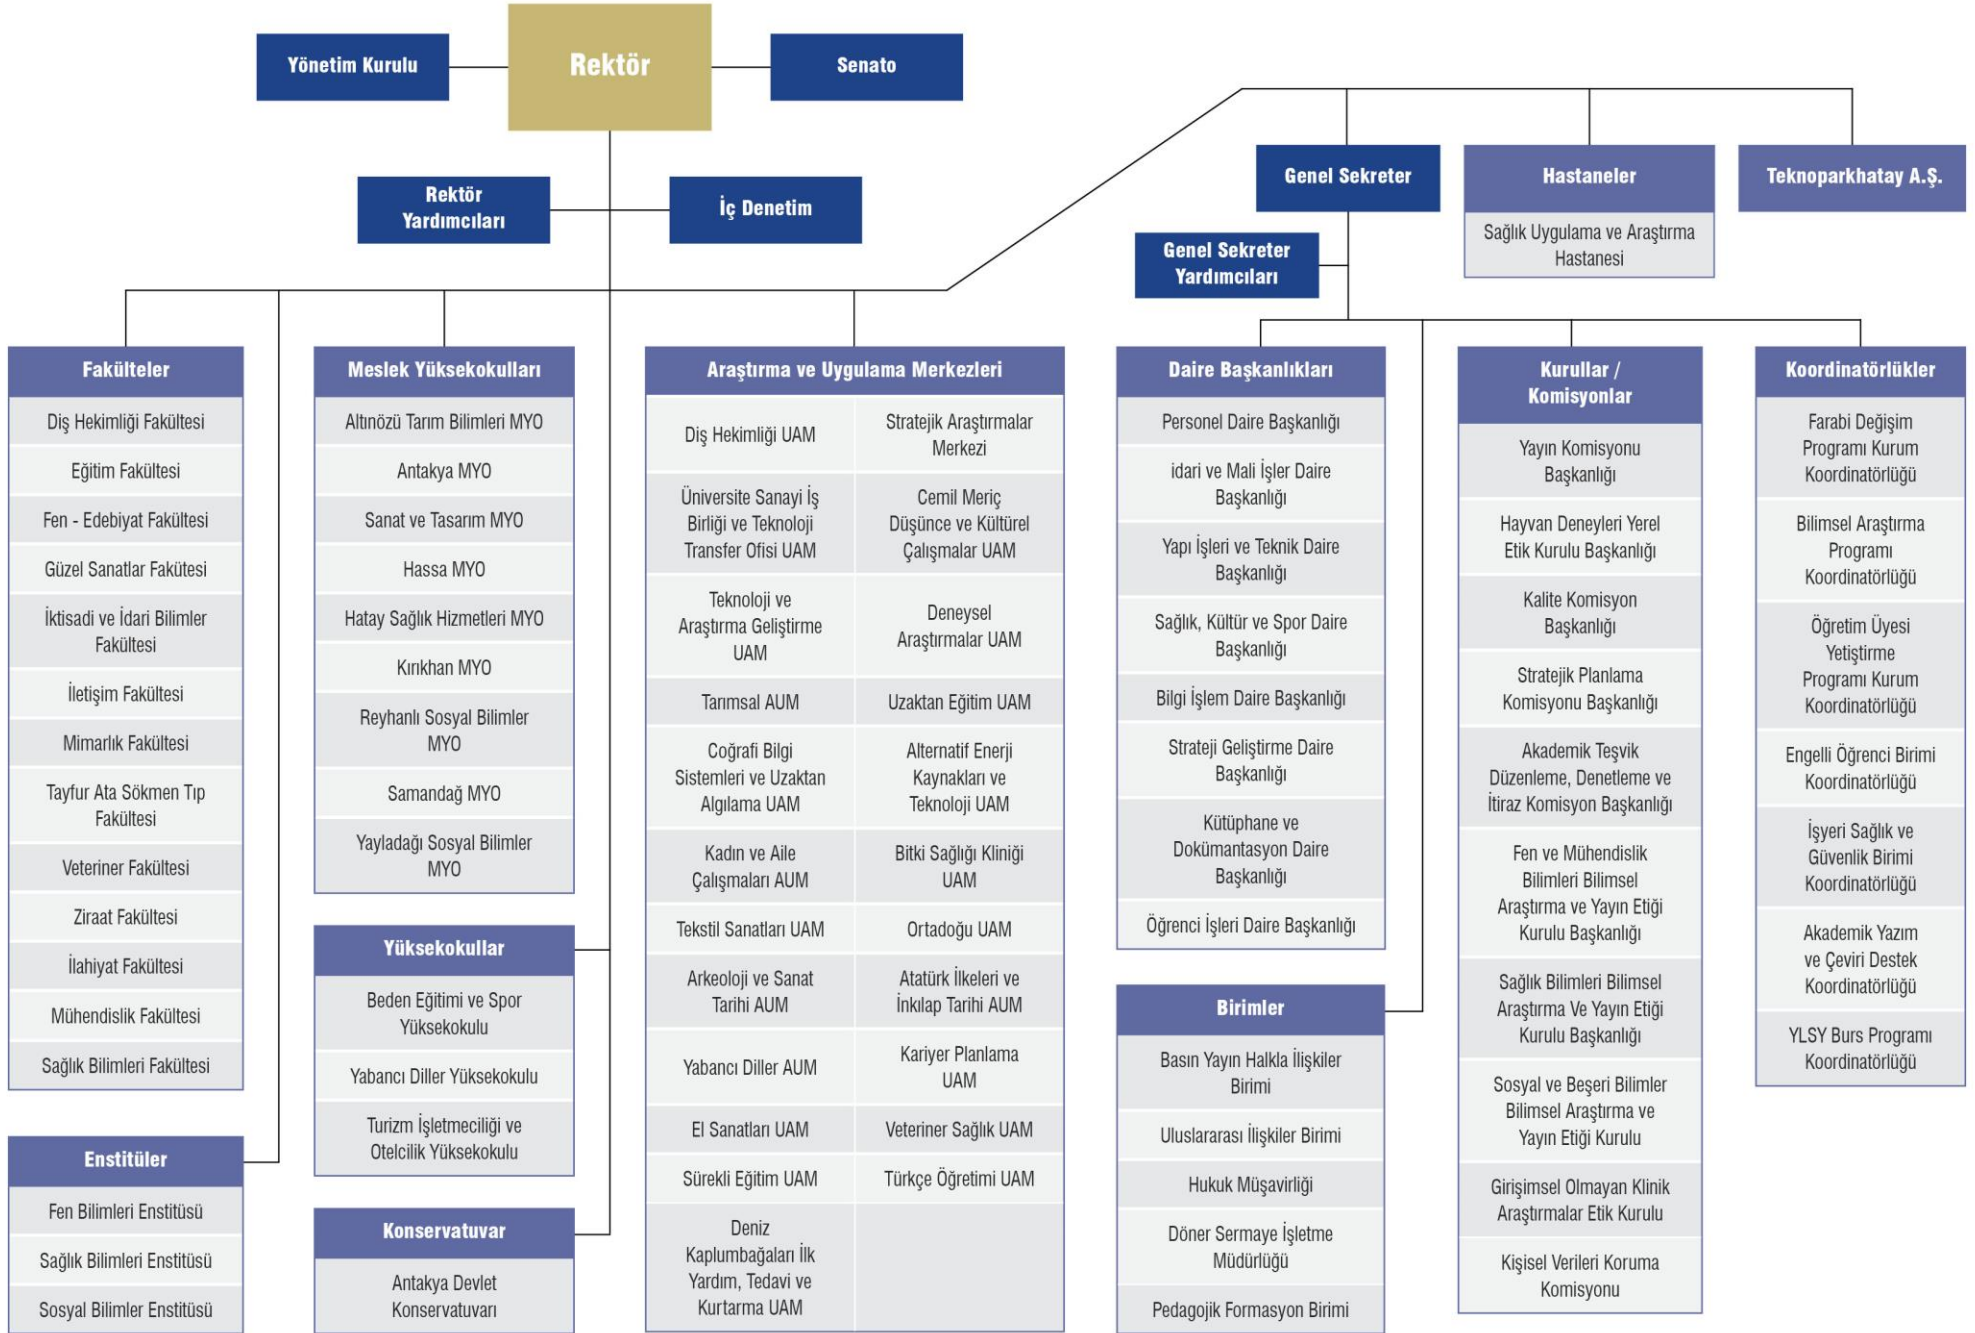 Yönetim Kurulu
Rektör
Senato
Rektör
Yardımcıları
İç Denetim
Genel Sekreter
Hastaneler
Sağlık Uygulama ve Araştırma
Hastanesi
Teknoparkhatay A.Ş.
Genel Sekreter
Yardımcıları
Fakülteler
Diş Hekimliği Fakültesi
Eğitim Fakültesi
Fen - Edebiyat Fakültesi
Güzel Sanatlar Fakütesi
İktisadi ve İdari Bilimler
Fakültesi
İletişim Fakültesi
Mimarlık Fakültesi
Tayfur Ata Sökmen Tıp
Fakültesi
Veteriner Fakültesi
Ziraat Fakültesi
İlahiyat Fakültesi
Mühendislik Fakültesi
Sağlık Bilimleri Fakültesi
Enstitüler
Fen Bilimleri Enstitüsü
Sağlık Bilimleri Enstitüsü
Sosyal Bilimler Enstitüsü
Meslek Yüksekokulları
Altınözü Tarım Bilimleri MYO
Antakya MYO
Sanat ve Tasarım MYO
Hassa MYO
Hatay Sağlık Hizmetleri MYO
Kırıkhan MYO
Reyhanlı Sosyal Bilimler
MYO
Samandağ MYO
Yayladağı Sosyal Bilimler
MYO
Yüksekokullar
Beden Eğitimi ve Spor
Yüksekokulu
Yabancı Diller Yüksekokulu
Turizm İşletmeciliği ve
Otelcilik Yüksekokulu
Konservatuvar
Antakya Devlet
Konservatuvarı
Araştırma ve Uygulama Merkezleri
Diş Hekimliği UAM
Stratejik Araştırmalar
Merkezi
Üniversite Sanayi İş
Birliği ve Teknoloji
Transfer Ofisi UAM
Cemil Meriç
Düşünce ve Kültürel
Çalışmalar UAM
Teknoloji ve
Araştırma Geliştirme
UAM
Deneysel
Araştırmalar UAM
Tarımsal AUM
Uzaktan Eğitim UAM
Coğrafi Bilgi
Sistemleri ve Uzaktan
Algılama UAM
Alternatif Enerji
Kaynakları ve
Teknoloji UAM
Kadın ve Aile
Çalışmaları AUM
Bitki Sağlığı Kliniği
UAM
Tekstil Sanatları UAM
Ortadoğu UAM
Arkeoloji ve Sanat
Tarihi AUM
Atatürk İlkeleri ve
İnkılap Tarihi AUM
Yabancı Diller AUM
Kariyer Planlama
UAM
El Sanatları UAM
Veteriner Sağlık UAM
Sürekli Eğitim UAM
Türkçe Öğretimi UAM
Deniz
Kaplumbağaları İlk
Yardım, Tedavi ve
Kurtarma UAM
Daire Başkanlıkları
Personel Daire Başkanlığı
idari ve Mali İşler Daire
Başkanlığı
Yapı İşleri ve Teknik Daire
Başkanlığı
Sağlık, Kültür ve Spor Daire
Başkanlığı
Bilgi İşlem Daire Başkanlığı
Strateji Geliştirme Daire
Başkanlığı
Kütüphane ve
Dokümantasyon Daire
Başkanlığı
Öğrenci İşleri Daire Başkanlığı
Birimler
Basın Yayın Halkla İlişkiler
Birimi
Uluslararası İlişkiler Birimi
Hukuk Müşavirliği
Döner Sermaye İşletme
Müdürlüğü
Pedagojik Formasyon Birimi
Kurullar /
Komisyonlar
Yayın Komisyonu
Başkanlığı
Hayvan Deneyleri Yerel
Etik Kurulu Başkanlığı
Kalite Komisyon
Başkanlığı
Stratejik Planlama
Komisyonu Başkanlığı
Akademik Teşvik
Düzenleme, Denetleme ve
İtiraz Komisyon Başkanlığı
Fen ve Mühendislik
Bilimleri Bilimsel
Araştırma ve Yayın Etiği
Kurulu Başkanlığı
Sağlık Bilimleri Bilimsel
Araştırma Ve Yayın Etiği
Kurulu Başkanlığı
Sosyal ve Beşeri Bilimler
Bilimsel Araştırma ve
Yayın Etiği Kurulu
Girişimsel Olmayan Klinik
Araştırmalar Etik Kurulu
Kişisel Verileri Koruma
Komisyonu
Koordinatörlükler
Farabi Değişim
Programı Kurum
Koordinatörlüğü
Bilimsel Araştırma
Programı
Koordinatörlüğü
Öğretim Üyesi
Yetiştirme
Programı Kurum
Koordinatörlüğü
Engelli Öğrenci Birimi
Koordinatörlüğü
İşyeri Sağlık ve
Güvenlik Birimi
Koordinatörlüğü
Akademik Yazım
ve Çeviri Destek
Koordinatörlüğü
YLSY Burs Programı
Koordinatörlüğü